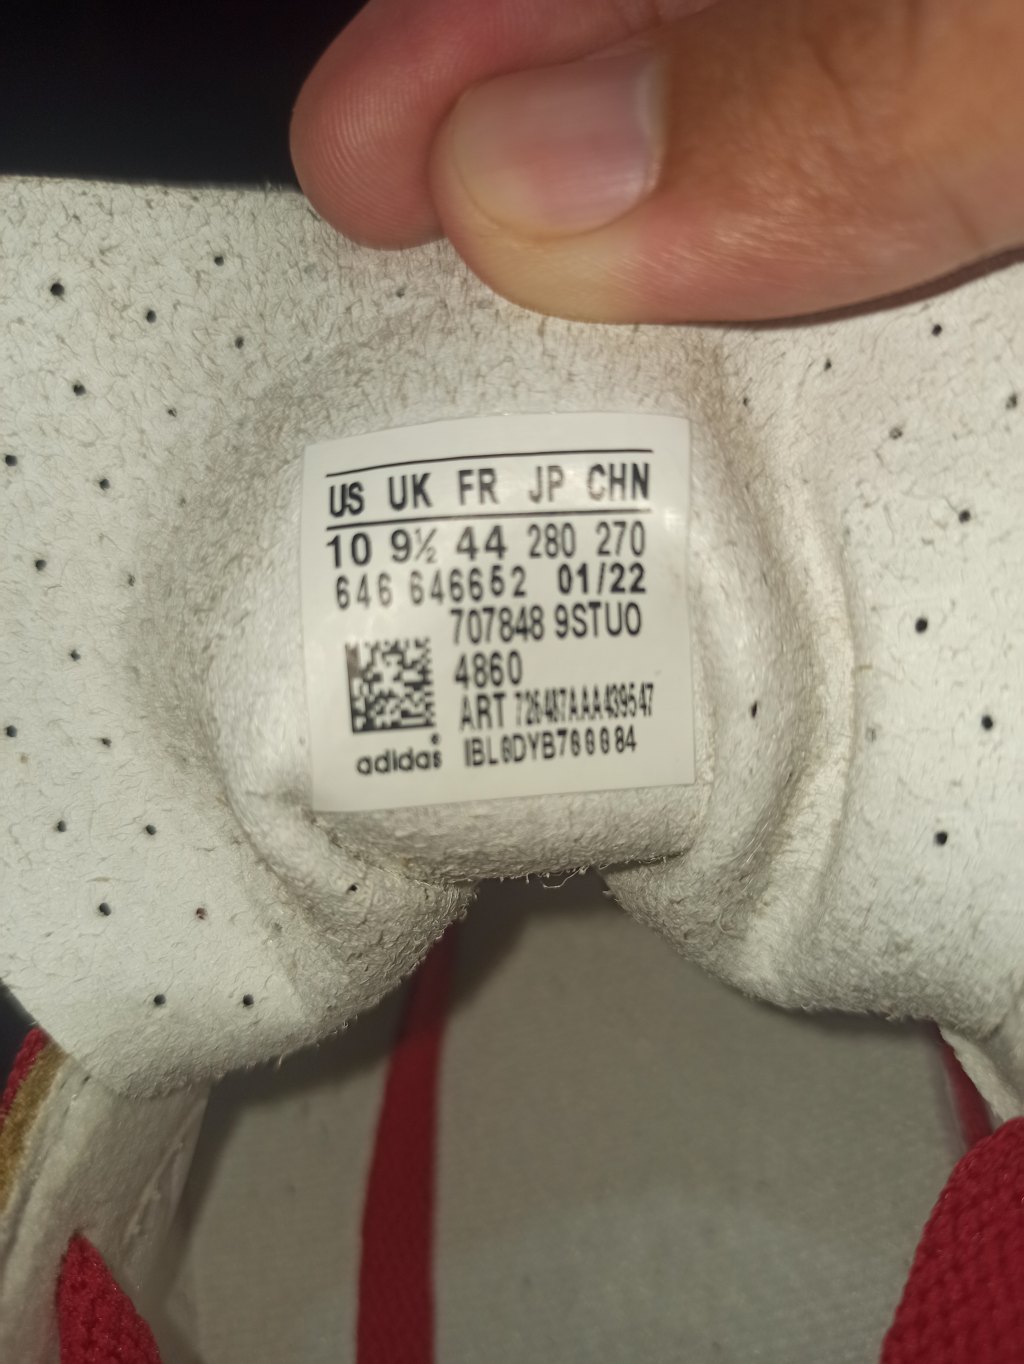 US UK FR JP CHN
10 9½ 44 280 270
646 646652 01/22
707848 9STUO
4860
ART 726487AAA439547
adidas®